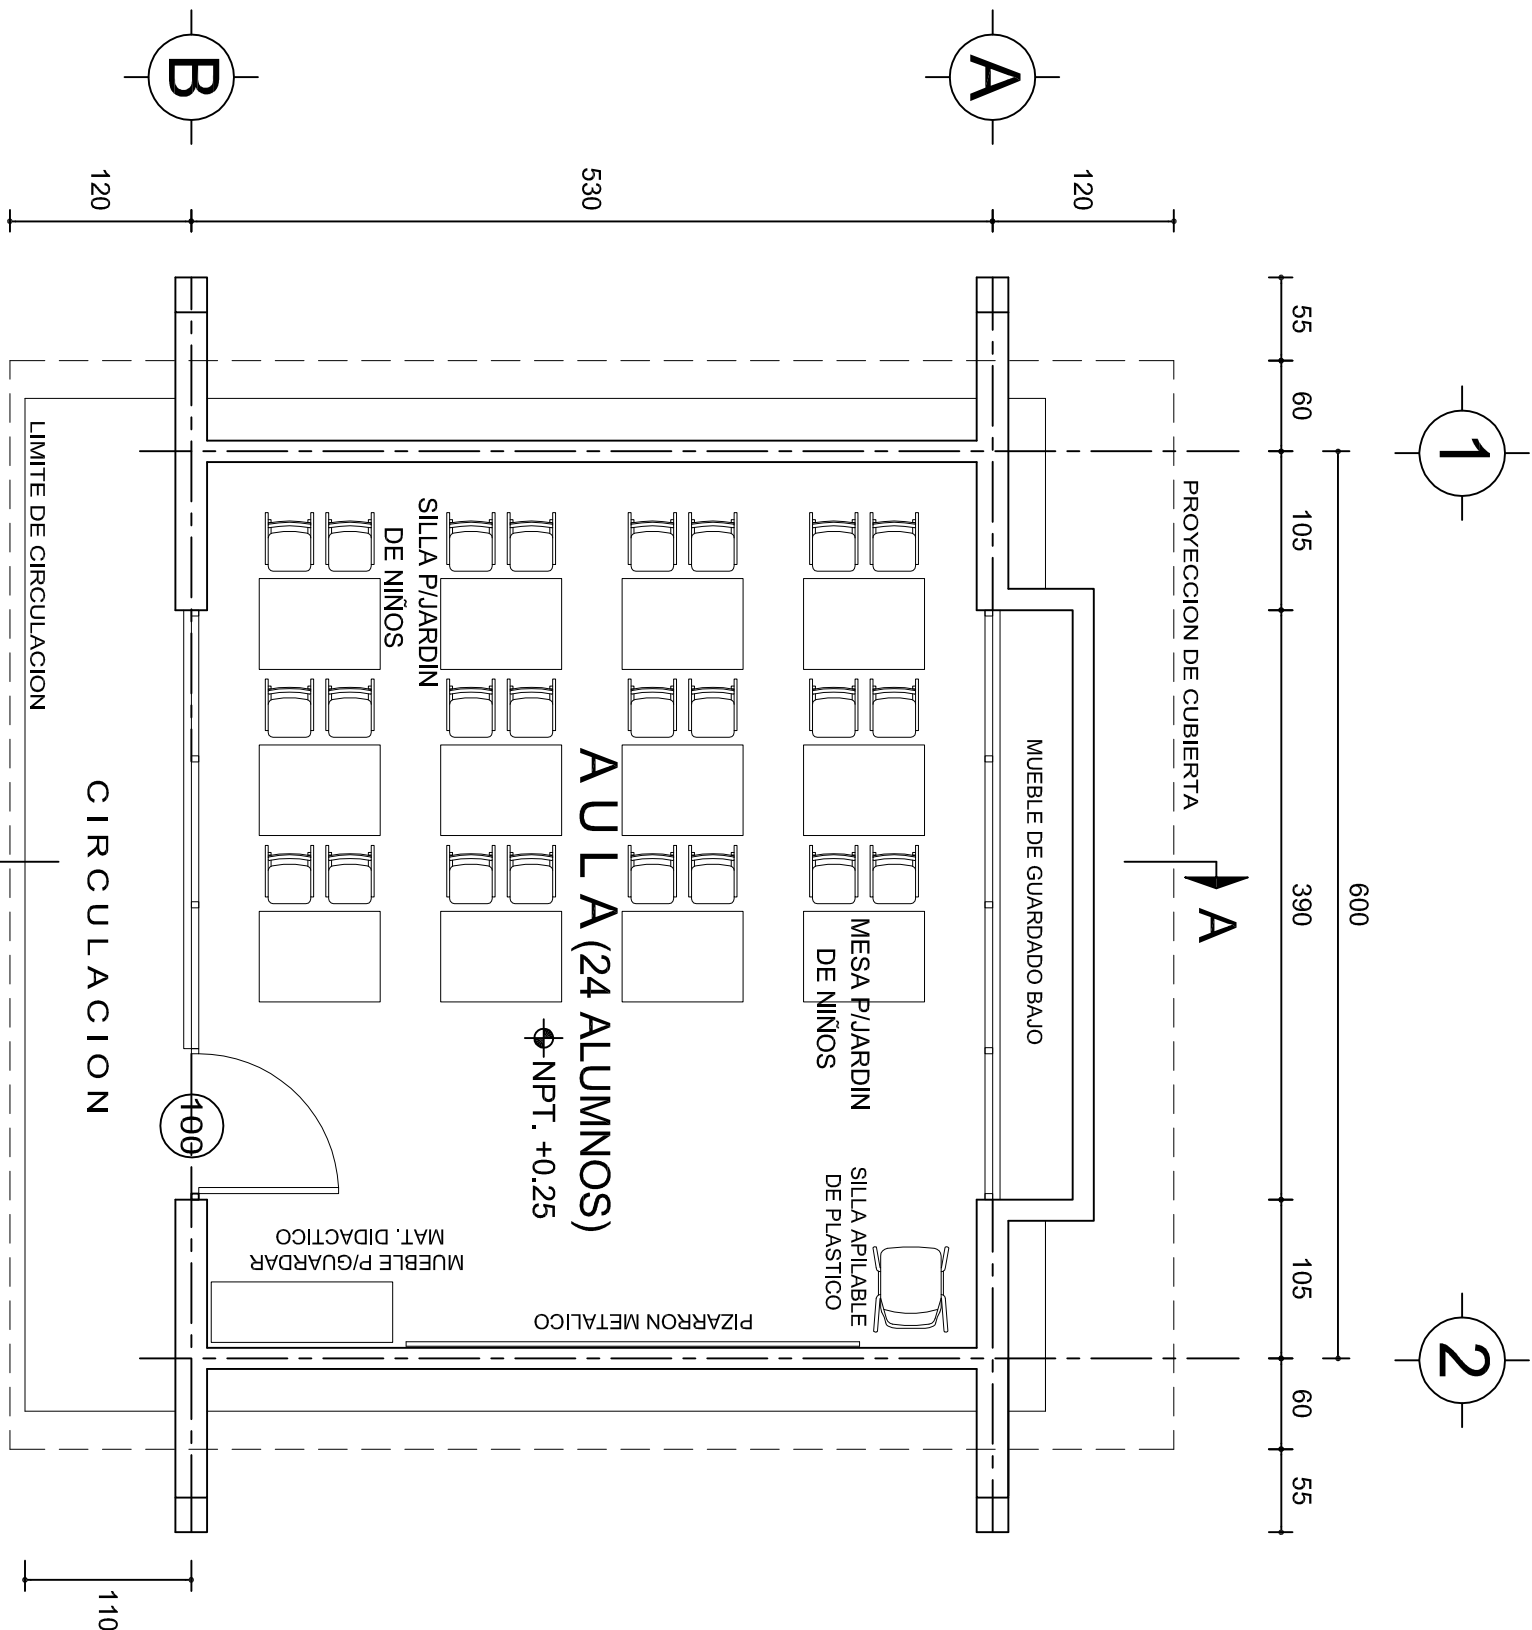 1
2
600
55
60
105
390
105
60
55
A
B
120
530
120
110
PROYECCION DE CUBIERTA
A
MUEBLE DE GUARDADO BAJO
MESA P/JARDIN
DE NIÑOS
SILLA APILABLE
DE PLASTICO
A U L A (24 ALUMNOS)
NPT. +0.25
SILLA P/JARDIN
DE NIÑOS
PIZARRON METALICO
MUEBLE P/GUARDAR
MAT. DIDACTICO
100
C I R C U L A C I O N
LIMITE DE CIRCULACION